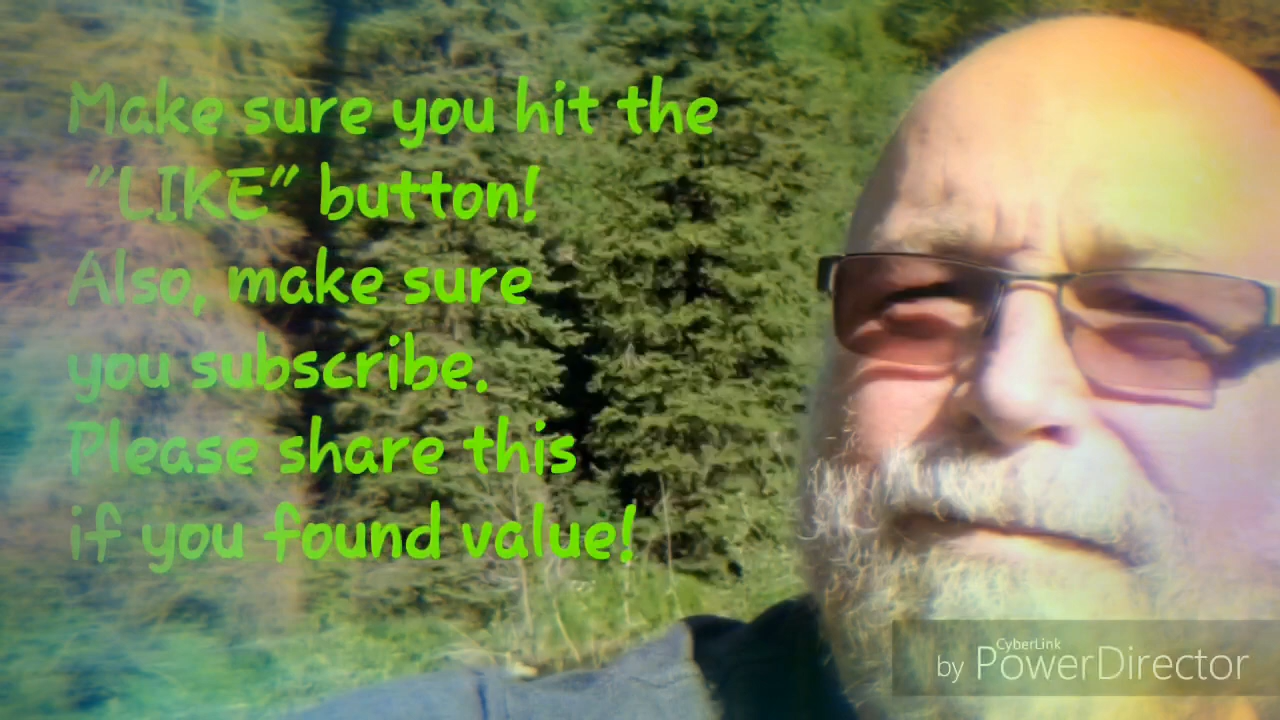 Make sure you hit the
"LIKE" button!
Also, make sure
you subscribe.
Please share this
if you found value!
CyberLink
by PowerDirector